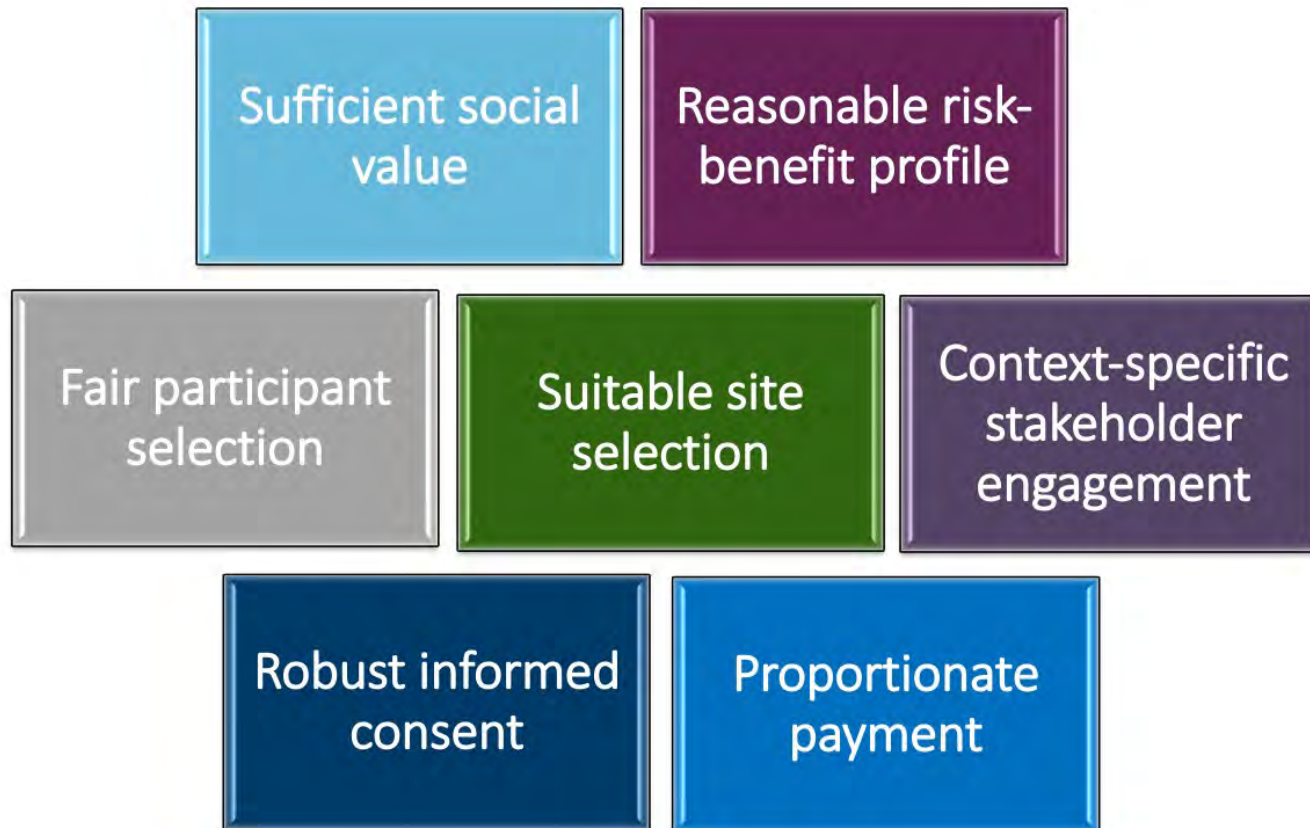 Sufficient social
value
Reasonable risk-
benefit profile
Fair participant
selection
Suitable site
selection
Context-specific
stakeholder
engagement
Robust informed
consent
Proportionate
payment